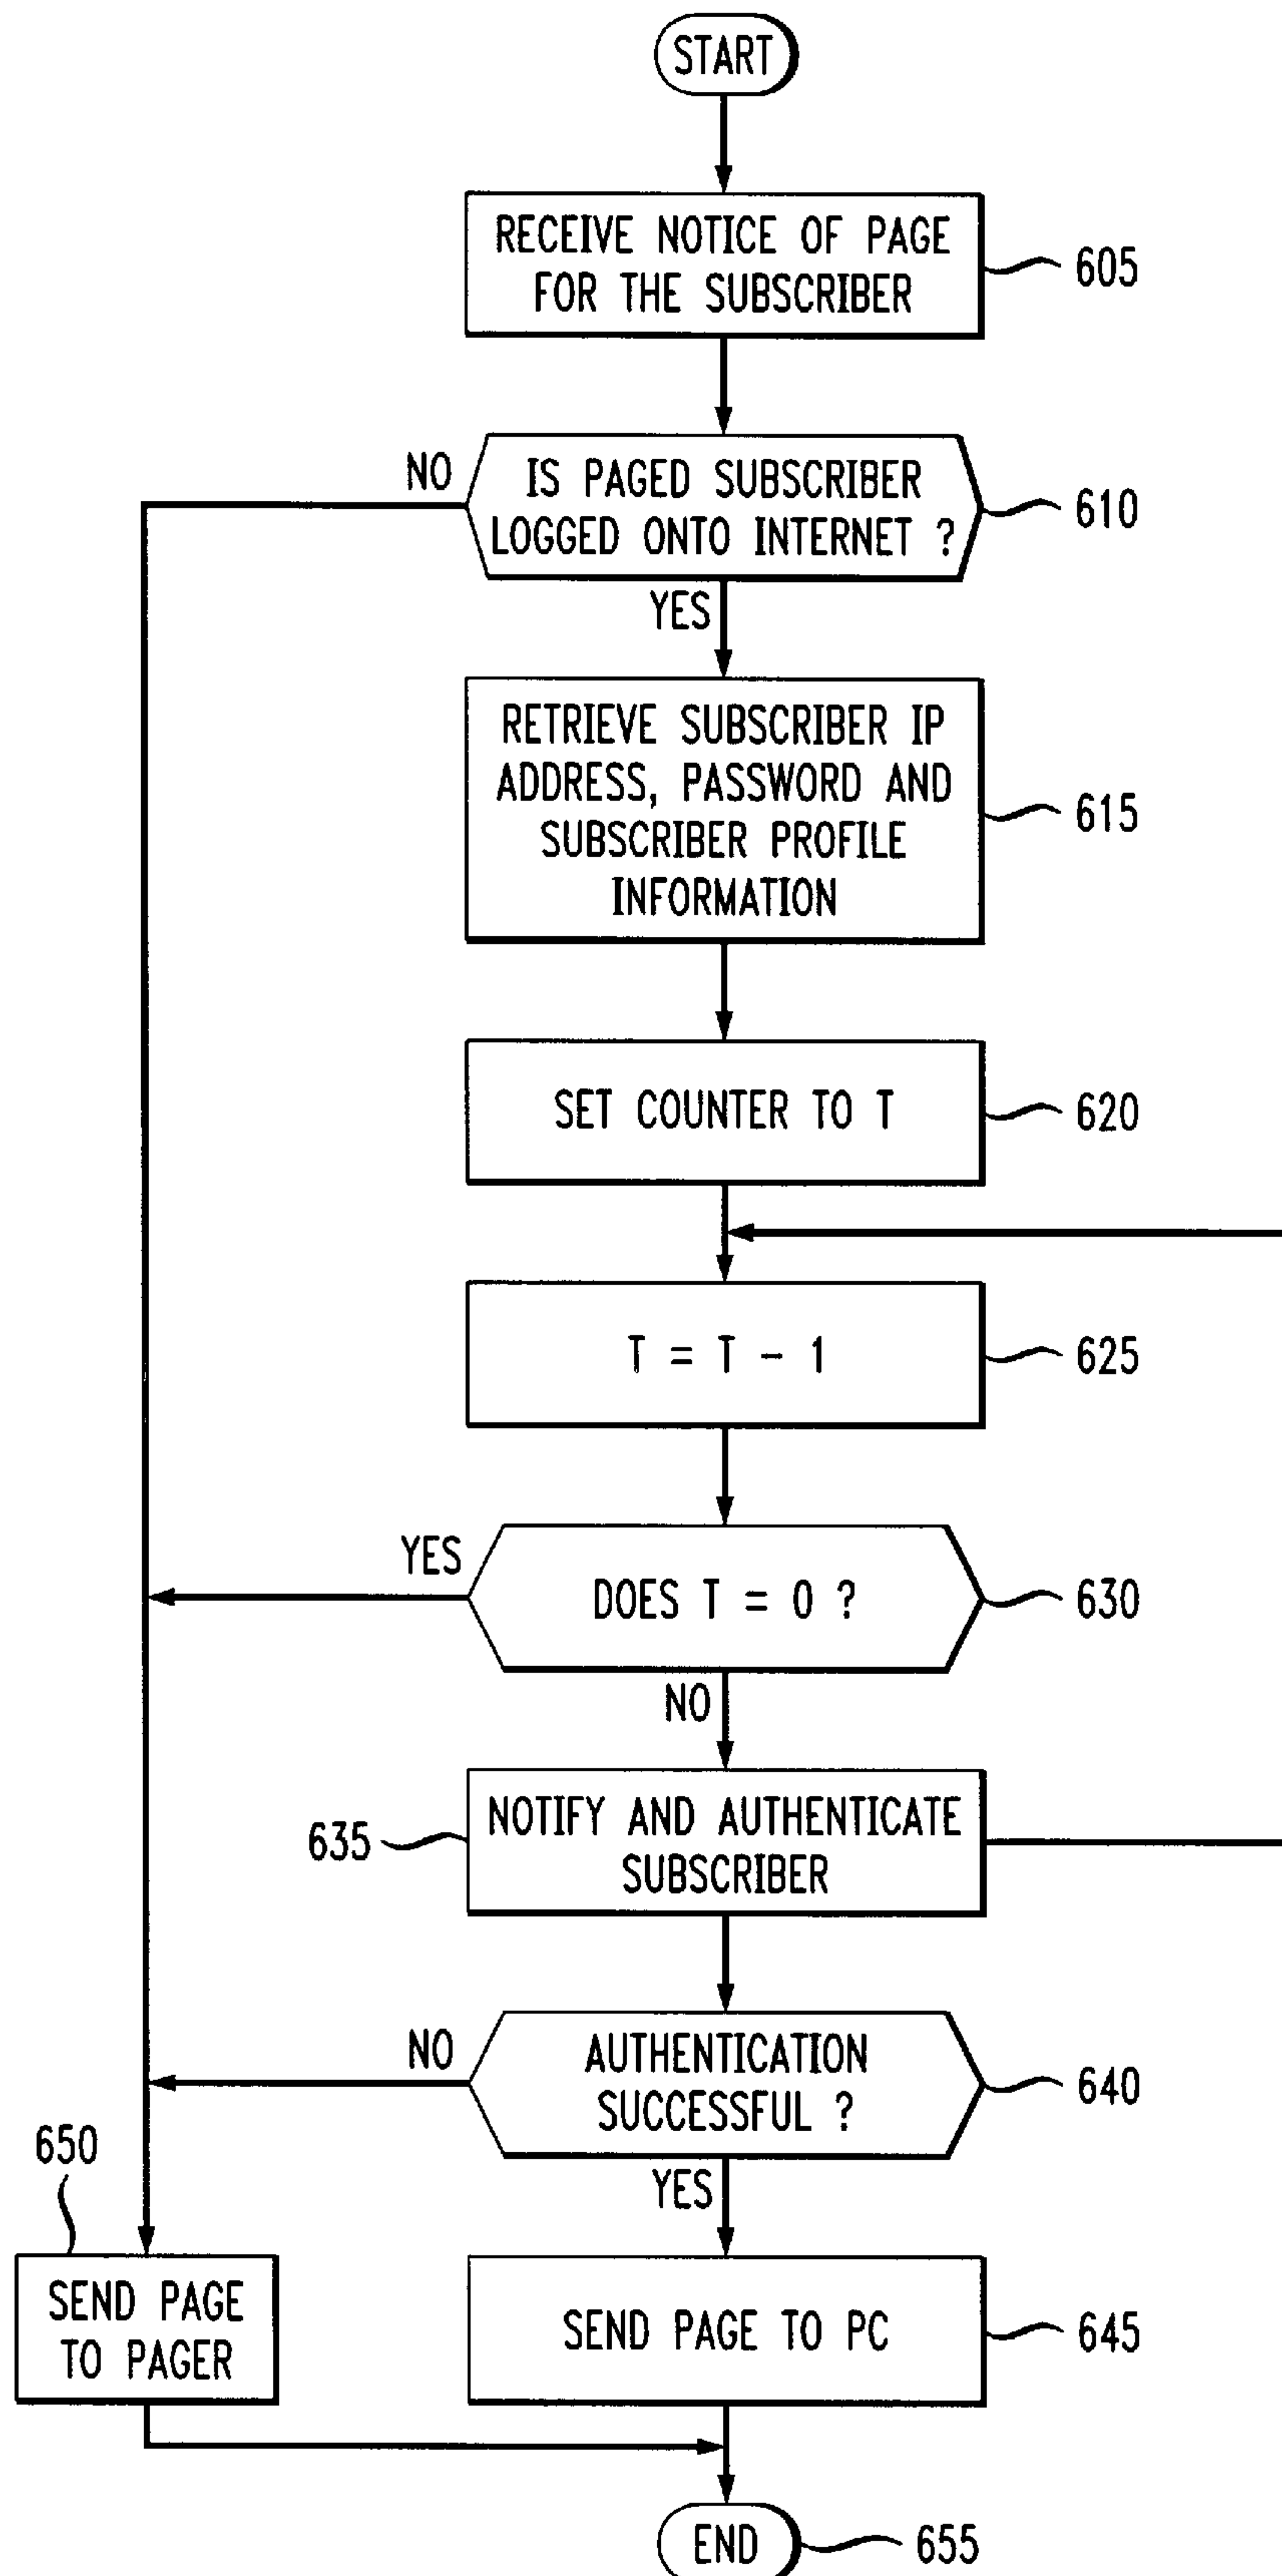 START
RECEIVE NOTICE OF PAGE
FOR THE SUBSCRIBER
605
NO
IS PAGED SUBSCRIBER
LOGGED ONTO INTERNET ?
610
YES
RETRIEVE SUBSCRIBER IP
ADDRESS, PASSWORD AND
SUBSCRIBER PROFILE
INFORMATION
615
SET COUNTER TO T
620
T = T - 1
625
YES
DOES T = 0 ?
630
NO
635
NOTIFY AND AUTHENTICATE
SUBSCRIBER
NO
AUTHENTICATION
SUCCESSFUL ?
640
YES
650
SEND PAGE
TO PAGER
SEND PAGE TO PC
645
END
655